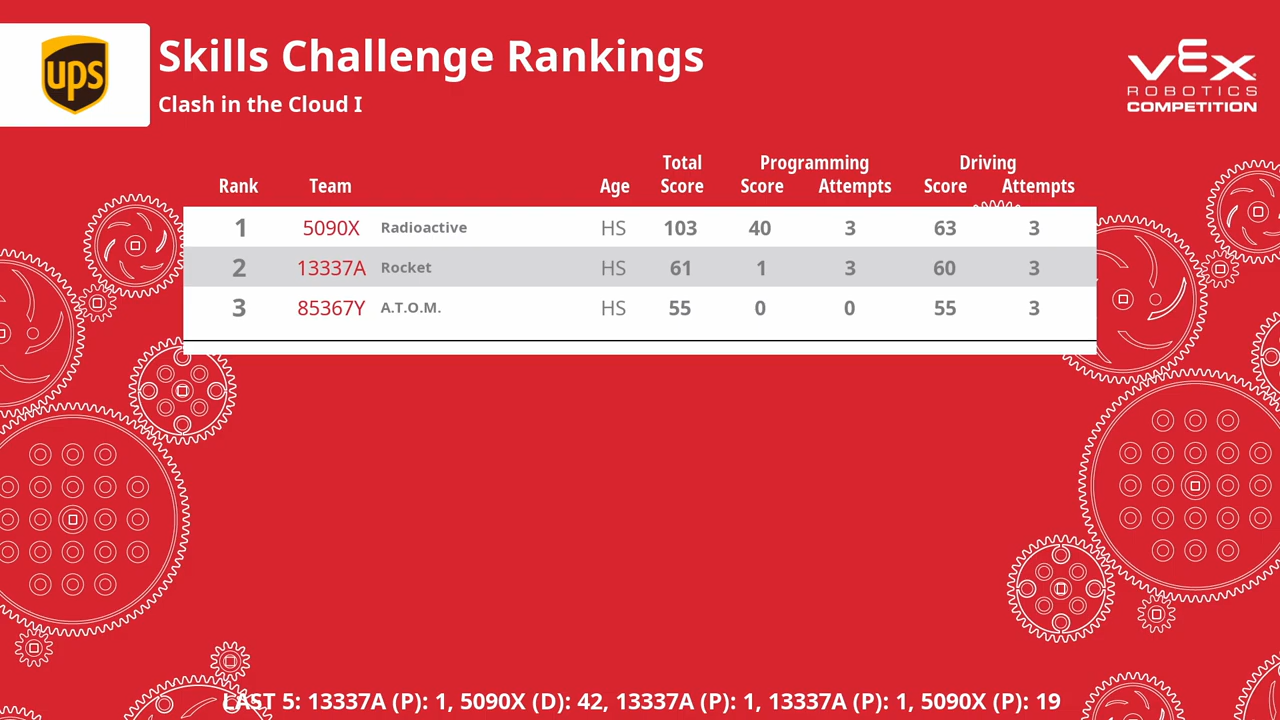 ups
Skills Challenge Rankings
Clash in the Cloud I
VEX
ROBOTICS
COMPETITION
Total Programming Driving
Rank Team Age Score Score Attempts Score Attempts
1 5090X Radioactive HS 103 40 3 63 3
2 13337A Rocket HS 61 1 3 60 3
3 85367Y A.T.O.M. HS 55 0 0 55 3
LAST 5: 13337A (P): 1, 5090X (D): 42, 13337A (P): 1, 13337A (P): 1, 5090X (P): 19